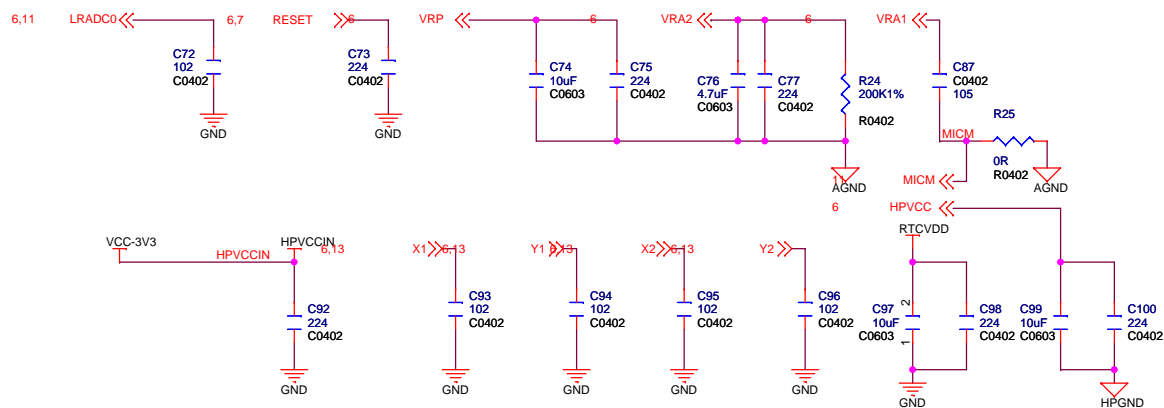 6,11 LRADC0 6,7 RESET 6 VRP 6 VRA2 6 VRA1
C72
102
C0402
C73
224
C0402
C74
10uF
C0603
C75
224
C0402
C76
4.7uF
C0603
C77
224
C0402
R24
200K1%
R0402
C87
C0402
105
R25
0R
R0402
MICM
GND
GND
AGND
MICM
AGND
11
6
HPVCC
VCC-3V3
HPVCCIN
HPVCCIN
6,13
X1
6,13
Y1
6,13
X2
6,13
Y2
RTCVDD
C92
224
C0402
C93
102
C0402
C94
102
C0402
C95
102
C0402
C96
102
C0402
2
C97
10uF
C0603
1
C98
224
C0402
C99
10uF
C0603
C100
224
C0402
GND
GND
GND
GND
GND
GND
HPGND